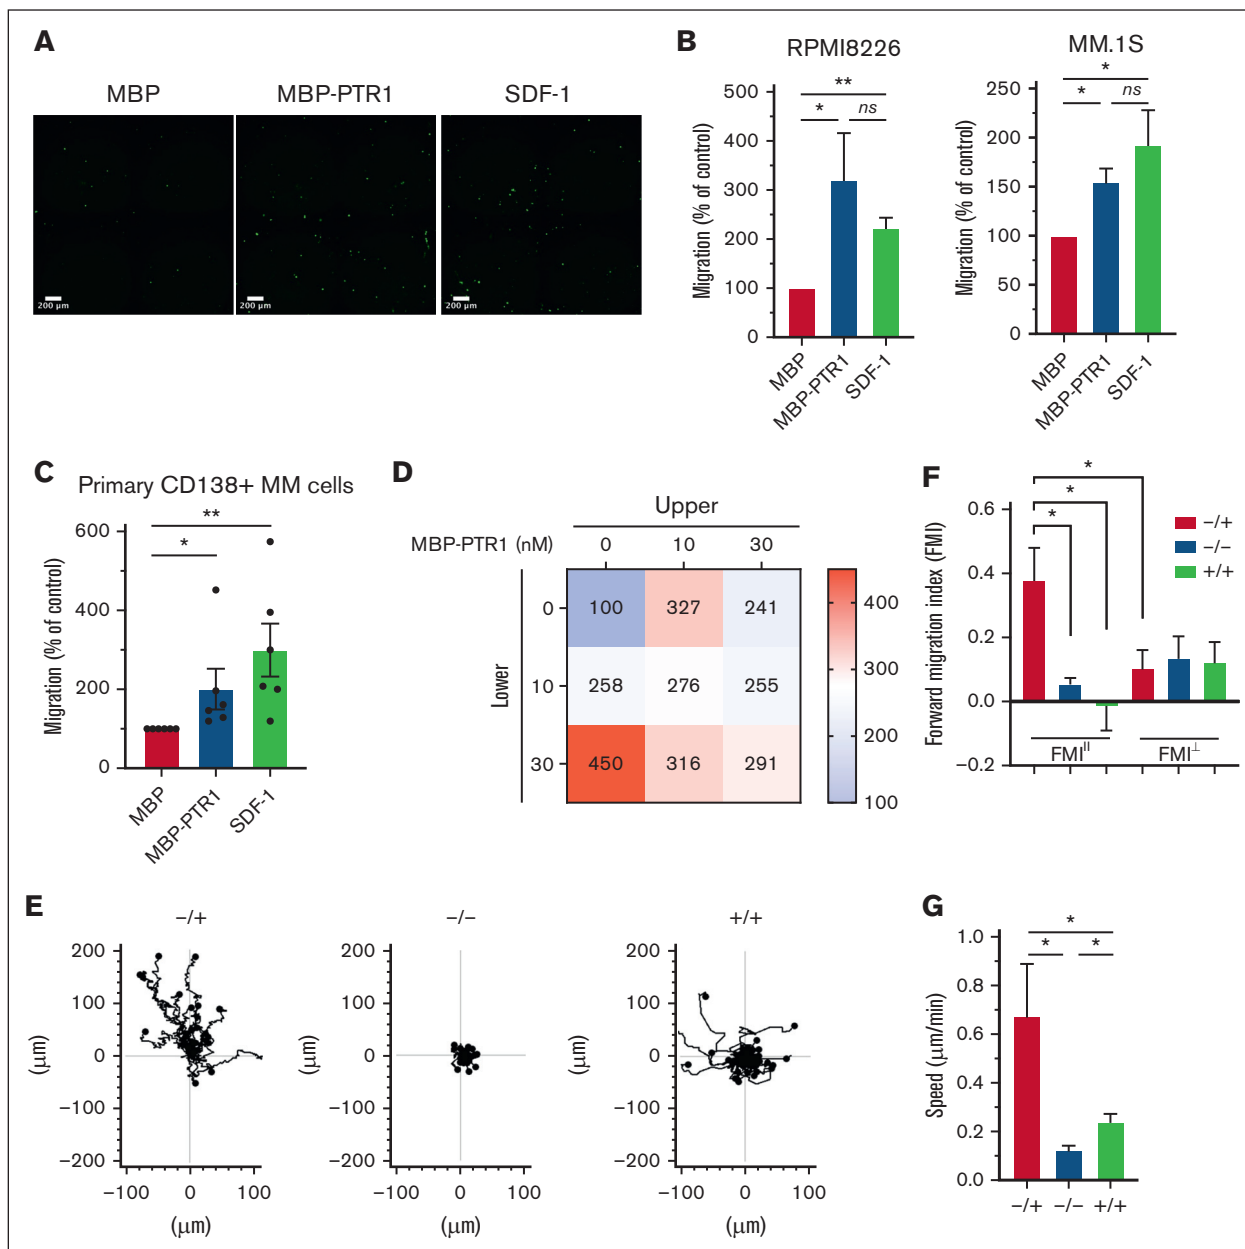 A
MBP
MBP-PTR1
SDF-1
200 μm
200 μm
200 μm
B
RPMI8226
Migration (% of control)
500
400
300
200
100
0
**
*
ns
MBP
MBP-PTR1
SDF-1
MM.1S
Migration (% of control)
250
200
150
100
50
0
*
*
ns
MBP
MBP-PTR1
SDF-1
C
Primary CD138+ MM cells
Migration (% of control)
600
400
200
0
**
*
MBP
MBP-PTR1
SDF-1
D
Upper
MBP-PTR1 (nM)
0 10 30
Lower
0 100 327 241
10 258 276 255
30 450 316 291
400
300
200
100
F
Forward migration index (FMI)
0.6
0.4
0.2
0.0
−0.2
*
*
*
−/+
−/−
+/+
FMI||
FMI⊥
E
−/+
(μm)
200
100
0
−100
−200
−100 0 100
(μm)
−/−
(μm)
200
100
0
−100
−200
−100 0 100
(μm)
+/+
(μm)
200
100
0
−100
−200
−100 0 100
(μm)
G
Speed (μm/min)
1.0
0.8
0.6
0.4
0.2
0.0
*
* *
−/+ −/− +/+